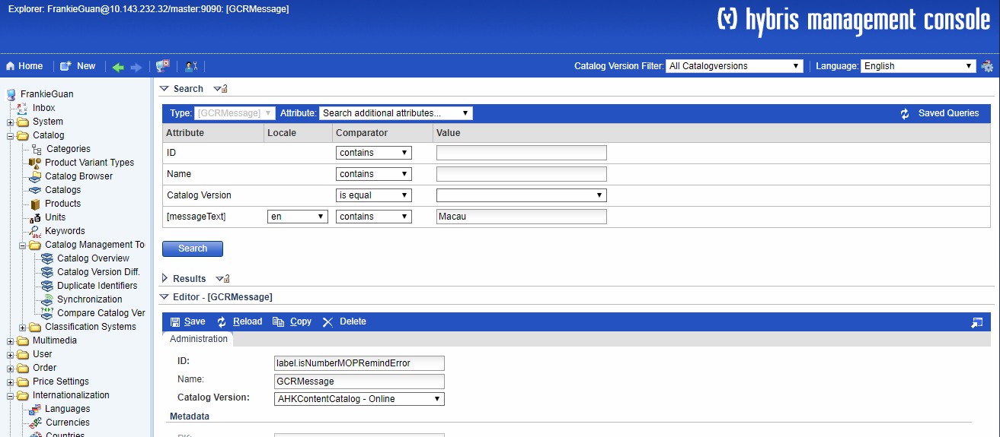 Explorer: FrankieGuan@10.143.232.32/master:9090: [GCRMessage]
(y) hybris management console
Home New Catalog Version Filter: All Catalogversions Language: English
FrankieGuan
Inbox
System
Catalog
Categories
Product Variant Types
Catalog Browser
Catalogs
Products
Units
Keywords
Catalog Management To
Catalog Overview
Catalog Version Diff.
Duplicate Identifiers
Synchronization
Compare Catalog Ver
Classification Systems
Multimedia
User
Order
Price Settings
Internationalization
Languages
Currencies
Countries
Search
Type: [GCRMessage] Attribute: Search additional attributes... Saved Queries
Attribute Locale Comparator Value
ID contains
Name contains
Catalog Version is equal
[messageText] en contains Macau
Search
Results
Editor - [GCRMessage]
Save Reload Copy Delete
Administration
ID: label.isNumberMOPRemindError
Name: GCRMessage
Catalog Version: AHKContentCatalog - Online
Metadata